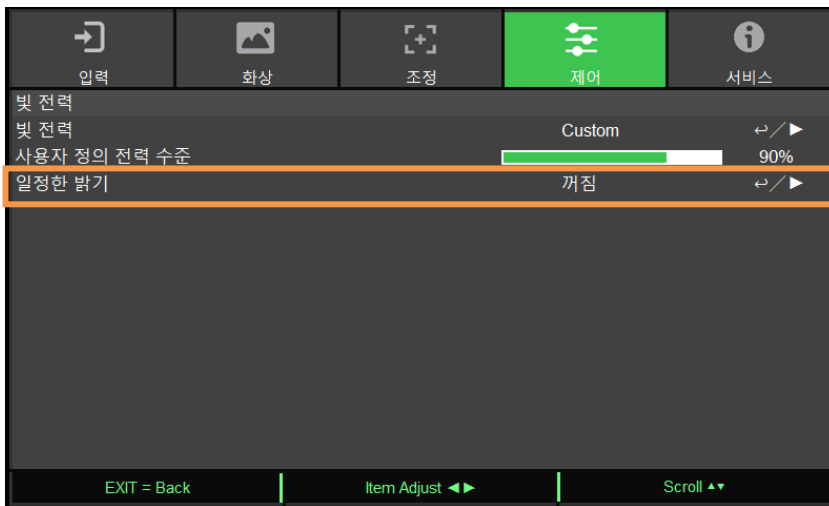 입력 화상 조정 제어 서비스
빛 전력
빛 전력 Custom ↩/▶
사용자 정의 전력 수준 90%
일정한 밝기 꺼짐 ↩/▶
EXIT = Back Item Adjust ◀▶ Scroll ▲▼